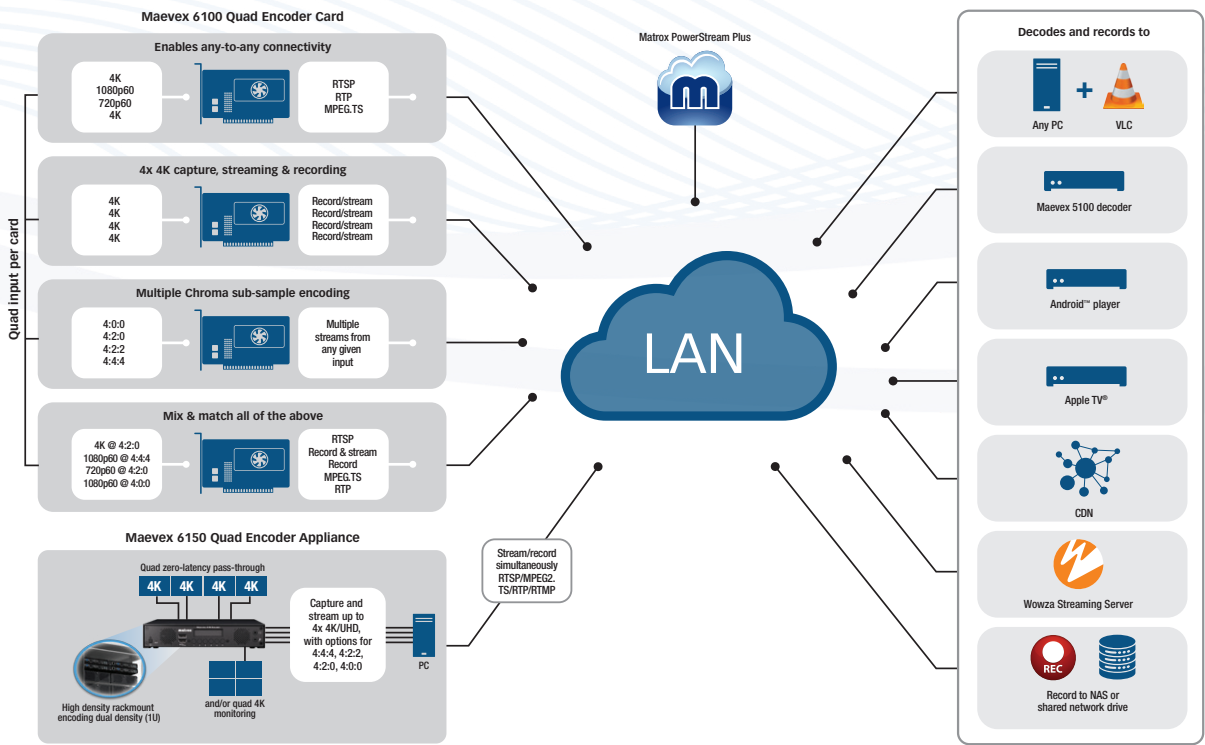 Maevex 6100 Quad Encoder Card
Quad input per card
Enables any-to-any connectivity
4K
1080p60
720p60
4K
RTSP
RTP
MPEG.TS
4x 4K capture, streaming & recording
4K
4K
4K
4K
Record/stream
Record/stream
Record/stream
Record/stream
Multiple Chroma sub-sample encoding
4:0:0
4:2:0
4:2:2
4:4:4
Multiple
streams from
any given
input
Mix & match all of the above
4K @ 4:2:0
1080p60 @ 4:4:4
720p60 @ 4:2:0
1080p60 @ 4:0:0
RTSP
Record & stream
Record
MPEG.TS
RTP
Maevex 6150 Quad Encoder Appliance
Quad zero-latency pass-through
4K 4K 4K 4K
High density rackmount
encoding dual density (1U)
and/or quad 4K
monitoring
Capture and
stream up to
4x 4K/UHD,
with options for
4:4:4, 4:2:2,
4:2:0, 4:0:0
PC
Stream/record
simultaneously
RTSP/MPEG2.
TS/RTP/RTMP
Matrox PowerStream Plus
m
LAN
Decodes and records to
+
Any PC
VLC
Maevex 5100 decoder
Android™ player
Apple TV®
CDN
Wowza Streaming Server
REC
Record to NAS or
shared network drive